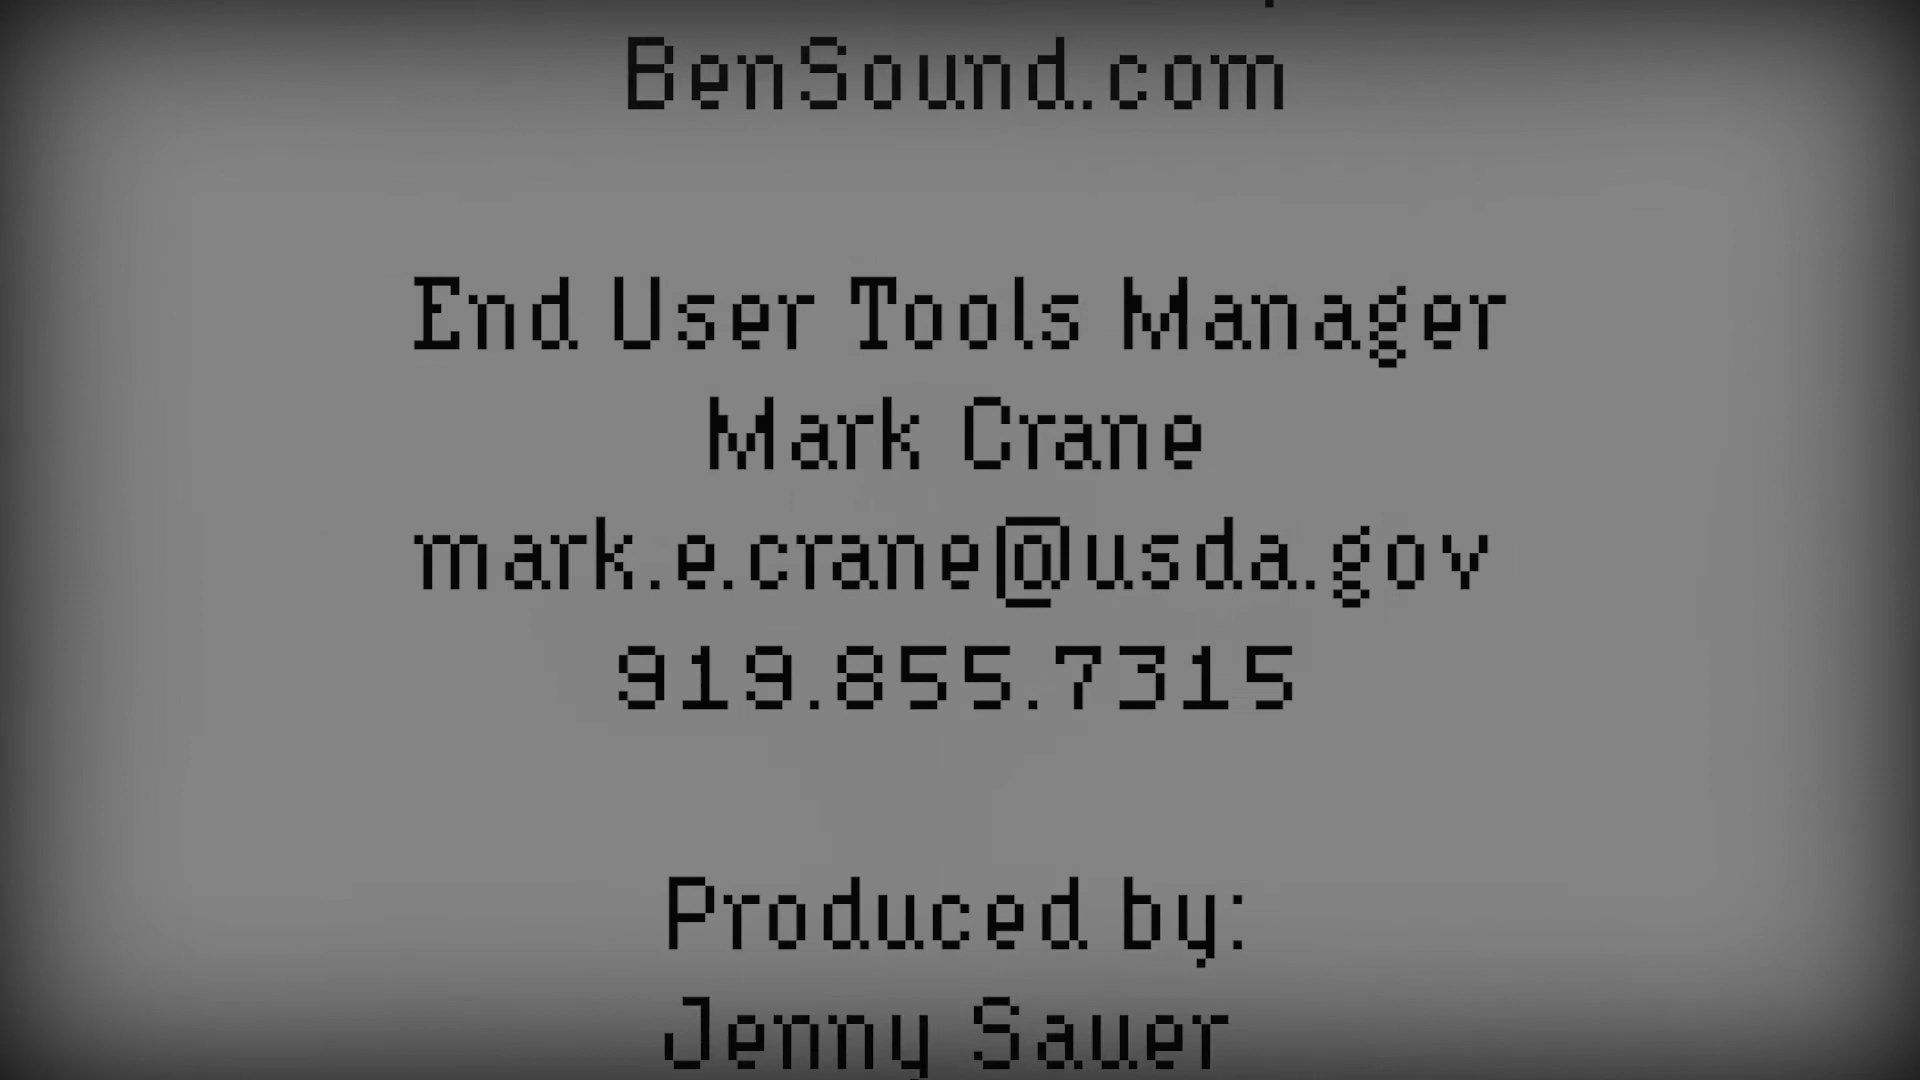 BenSound.com
End User Tools Manager
Mark Crane
mark.e.crane@usda.gov
919.855.7315
Produced by:
Jenny Sauer